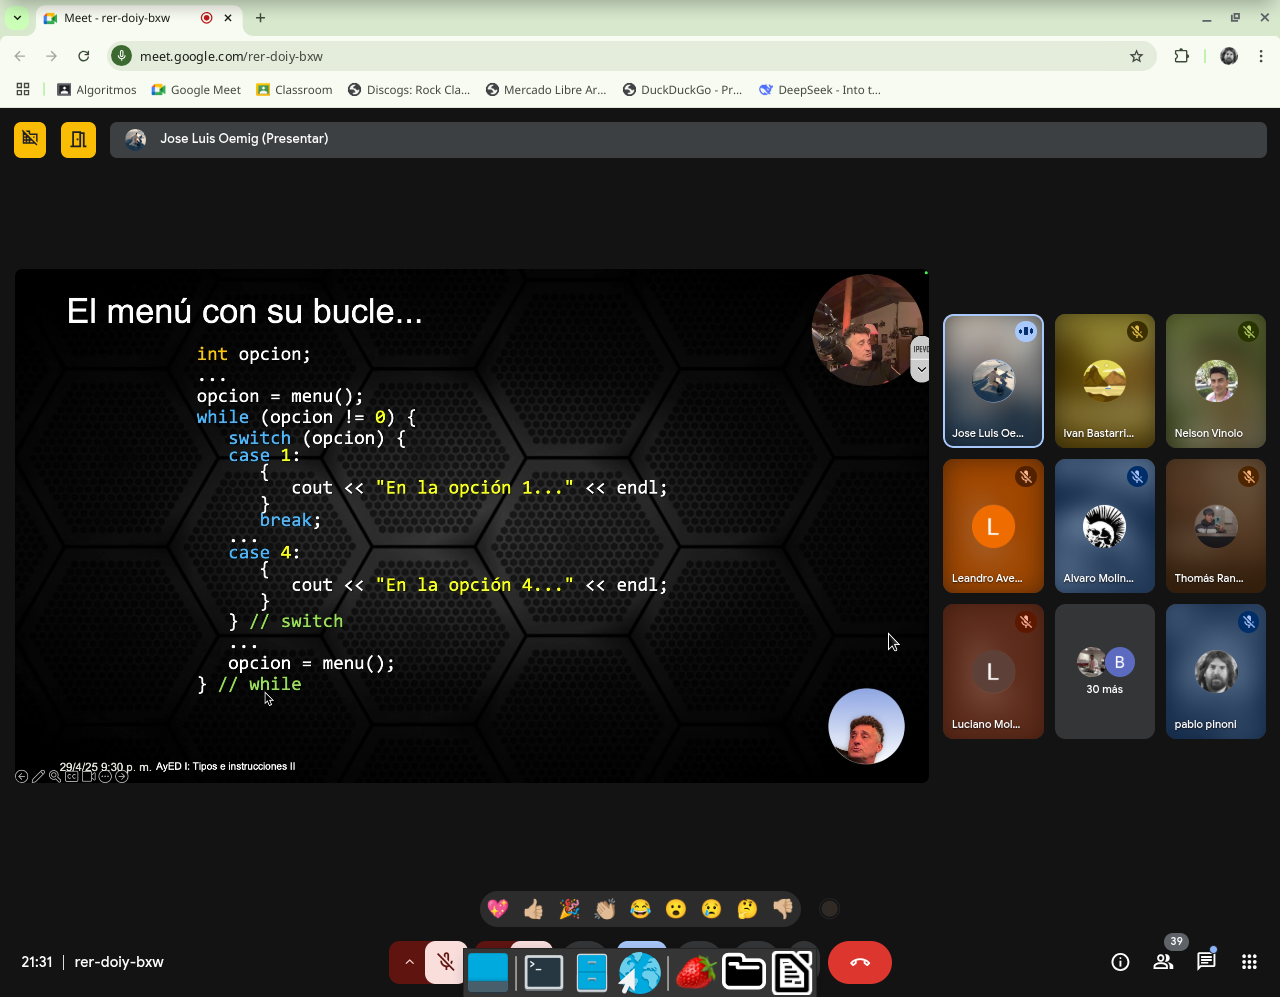 Meet - rer-doiy-bxw
meet.google.com/rer-doiy-bxw
Algoritmos
Google Meet
Classroom
Discogs: Rock Cla...
Mercado Libre Ar...
DuckDuckGo - Pr...
DeepSeek - Into t...
Jose Luis Oemig (Presentar)
El menú con su bucle...
int opcion;
...
opcion = menu();
while (opcion != 0) {
switch (opcion) {
case 1:
{
cout << "En la opción 1..." << endl;
}
break;
...
case 4:
{
cout << "En la opción 4..." << endl;
}
} // switch
...
opcion = menu();
} // while
29/4/25 9:30 p. m. AyED I: Tipos e instrucciones II
Jose Luis Oe...
Ivan Bastarri...
Nelson Vinolo
L
Leandro Ave...
Alvaro Molin...
Thomás Ran...
L
Luciano Mol...
B
30 más
pablo pinoni
21:31
rer-doiy-bxw
39